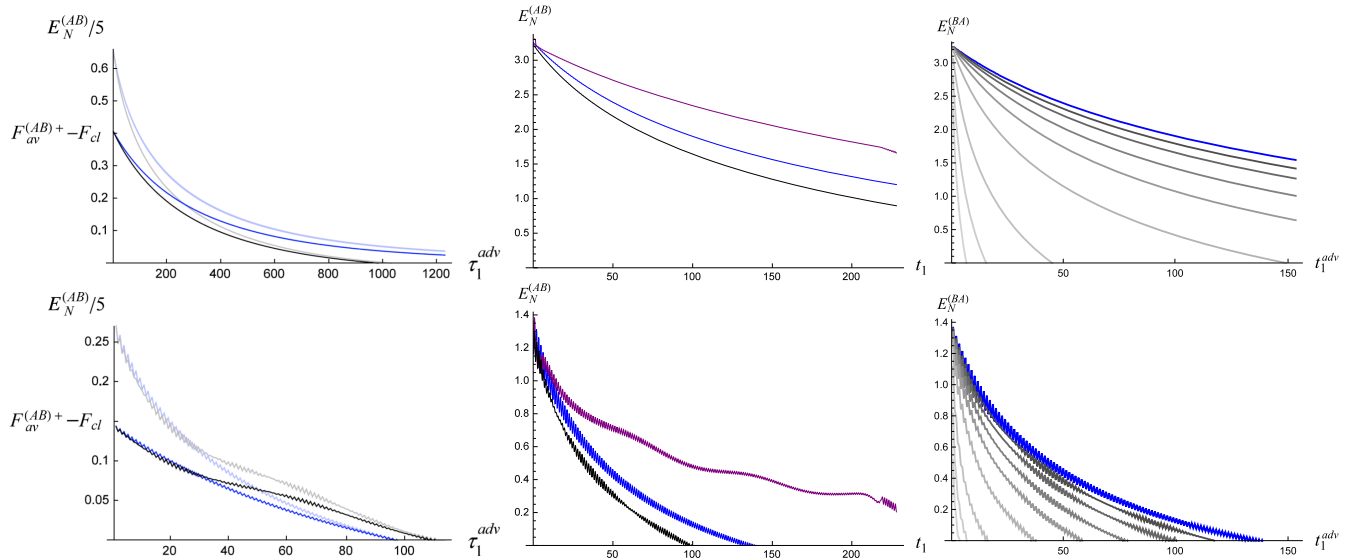 E_N^{(AB)}/5
0.6
0.5
F_{av}^{(AB)+} − F_{cl}
0.3
0.2
0.1
200 400 600 800 1000 1200
τ_1^{adv}
E_N^{(AB)}
3.0
2.5
2.0
1.5
1.0
0.5
0.0
50 100 150 200
t_1
E_N^{(BA)}
3.0
2.5
2.0
1.5
1.0
0.5
0.0
50 100 150
t_1^{adv}
E_N^{(AB)}/5
0.25
0.2
F_{av}^{(AB)+} − F_{cl}
0.1
0.05
20 40 60 80 100
τ_1^{adv}
E_N^{(AB)}
1.4
1.2
1.0
0.8
0.6
0.4
0.2
0.0
50 100 150 200
t_1
E_N^{(BA)}
1.4
1.2
1.0
0.8
0.6
0.4
0.2
0.0
50 100 150
t_1^{adv}